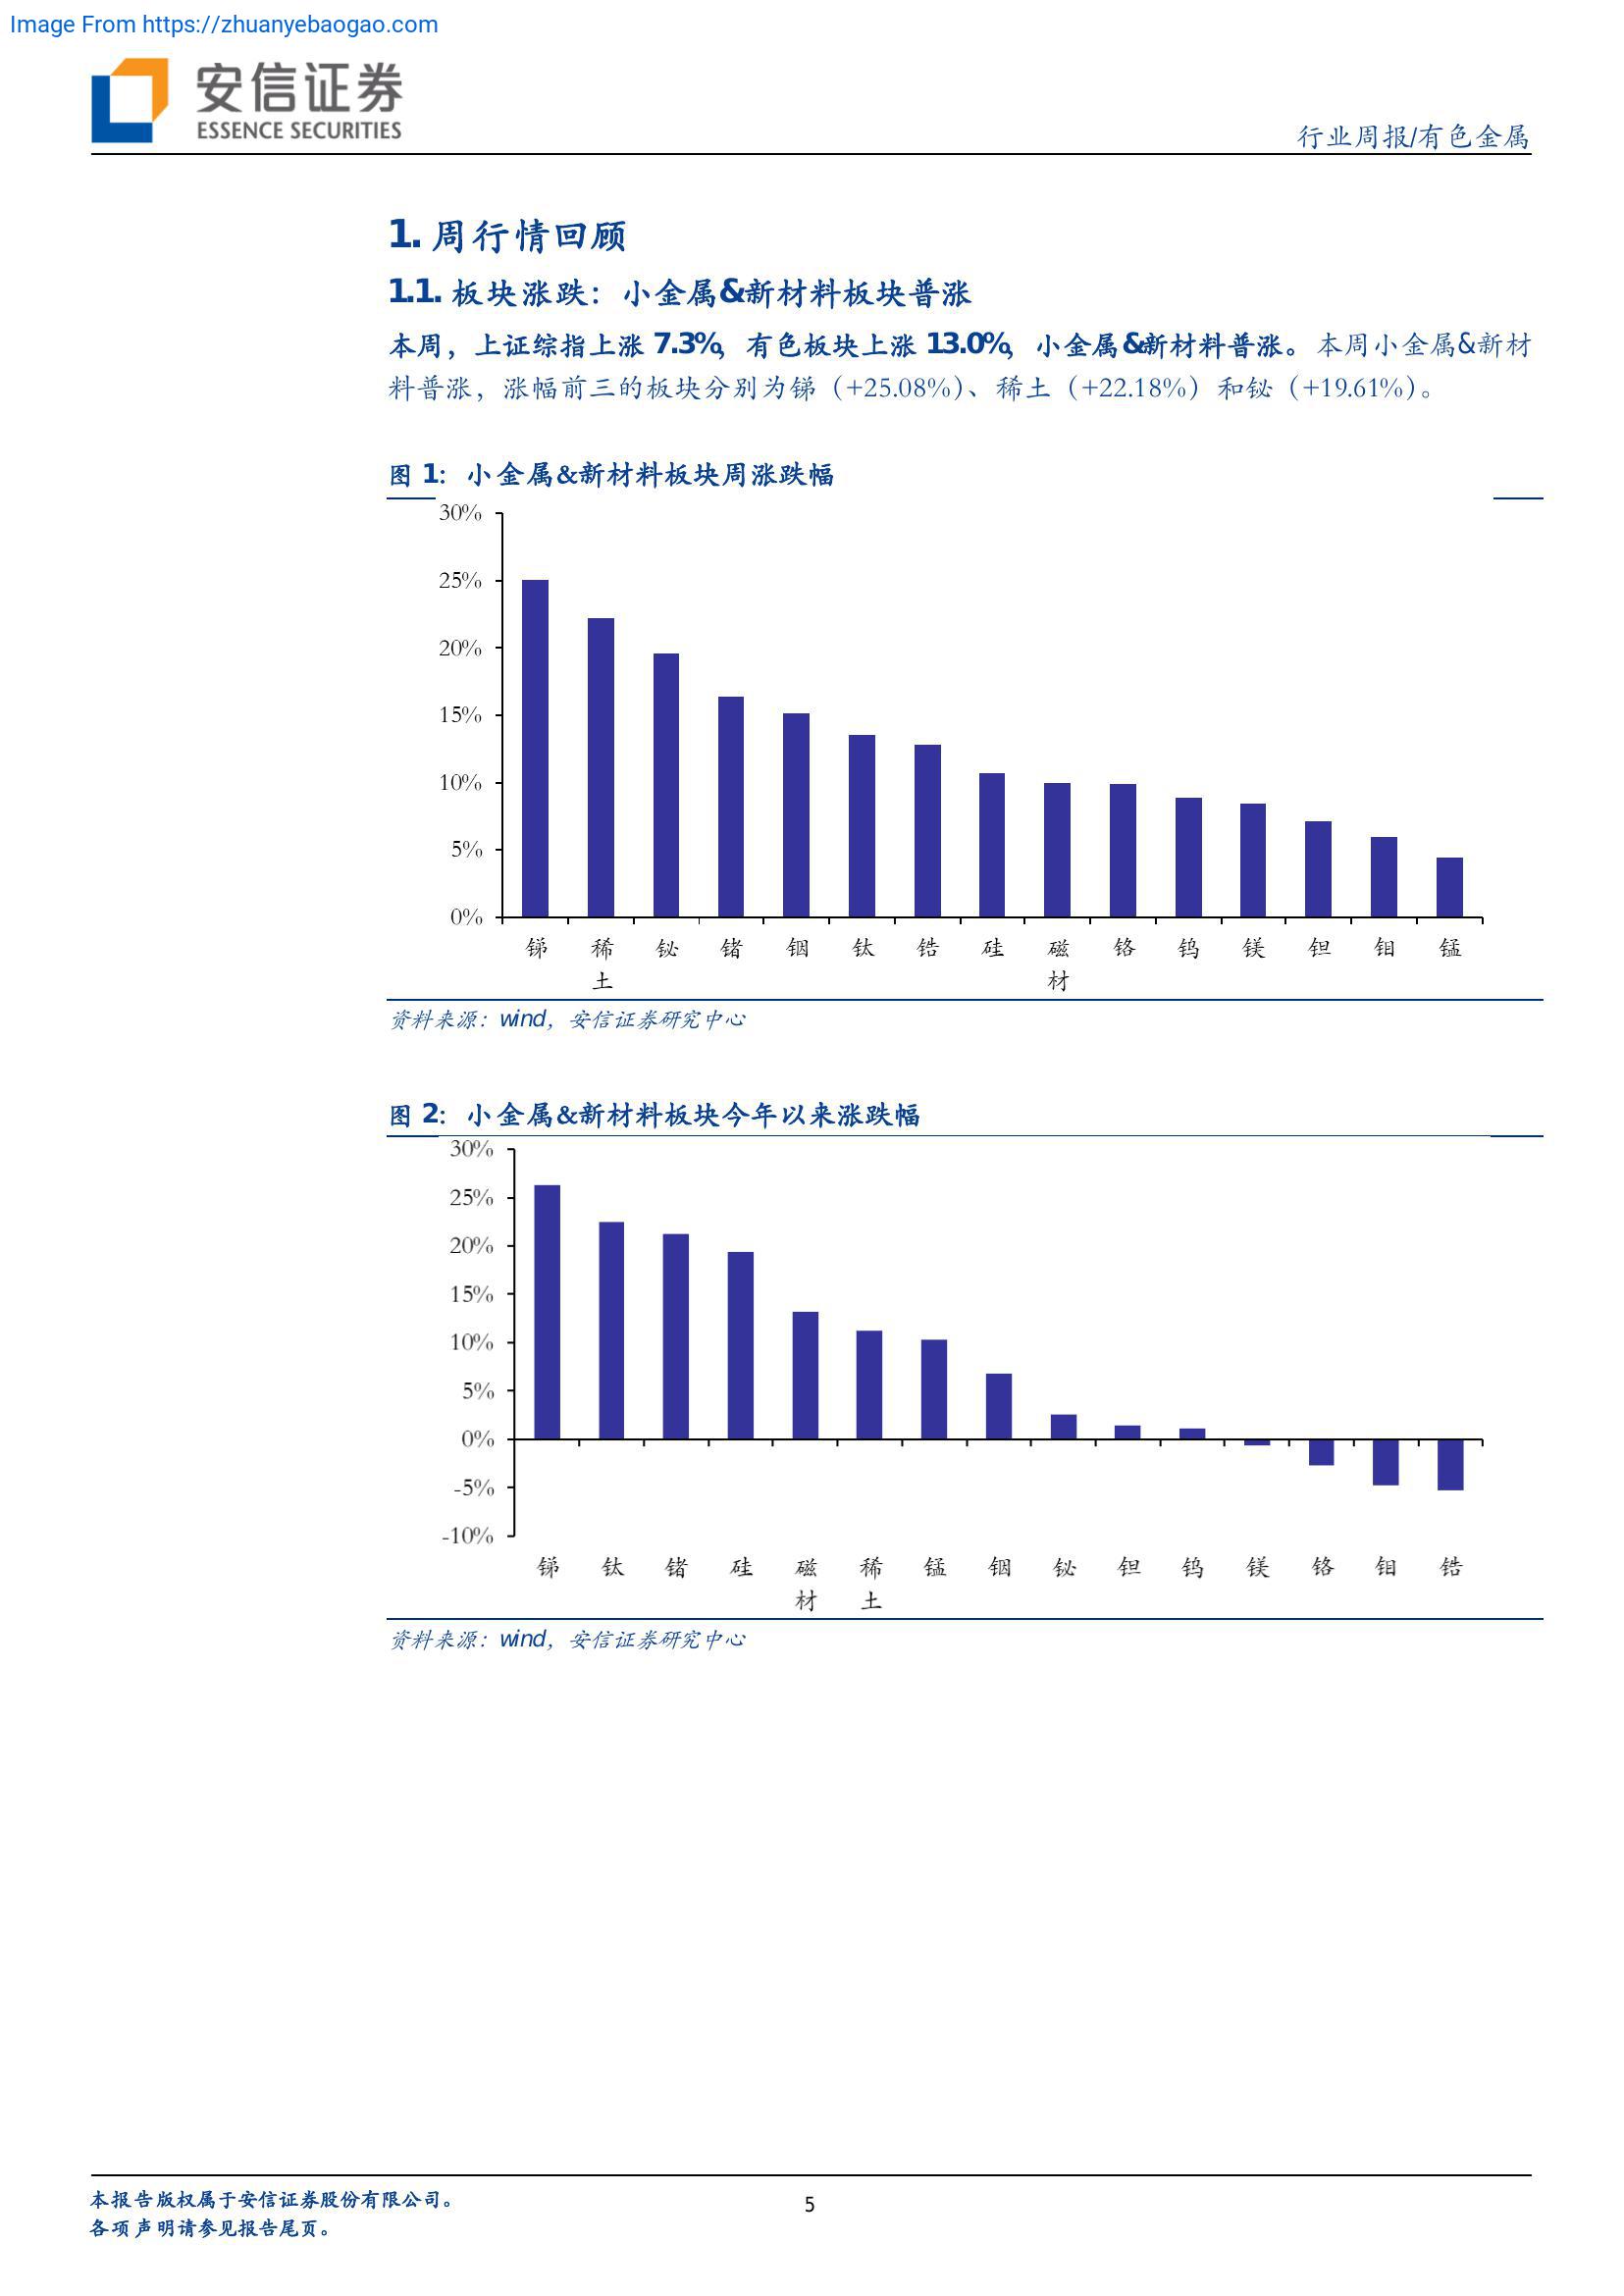 Image From https://zhuanyebaogao.com
安信证券
ESSENCE SECURITIES
行业周报/有色金属
1. 周行情回顾
1.1. 板块涨跌：小金属&新材料板块普涨
本周，上证综指上涨 7.3%，有色板块上涨 13.0%，小金属&新材料普涨。本周小金属&新材
料普涨，涨幅前三的板块分别为锑（+25.08%）、稀土（+22.18%）和铋（+19.61%）。
图 1：小金属&新材料板块周涨跌幅
30%
25%
20%
15%
10%
5%
0%
锑 稀土 铋 锗 铟 钛 锆 硅 磁材 铬 钨 镁 钽 钼 锰
资料来源：wind，安信证券研究中心
图 2：小金属&新材料板块今年以来涨跌幅
30%
25%
20%
15%
10%
5%
0%
-5%
-10%
锑 钛 锗 硅 磁材 稀土 锰 铟 铋 钽 钨 镁 铬 钼 锆
资料来源：wind，安信证券研究中心
本报告版权属于安信证券股份有限公司。
5
各项声明请参见报告尾页。